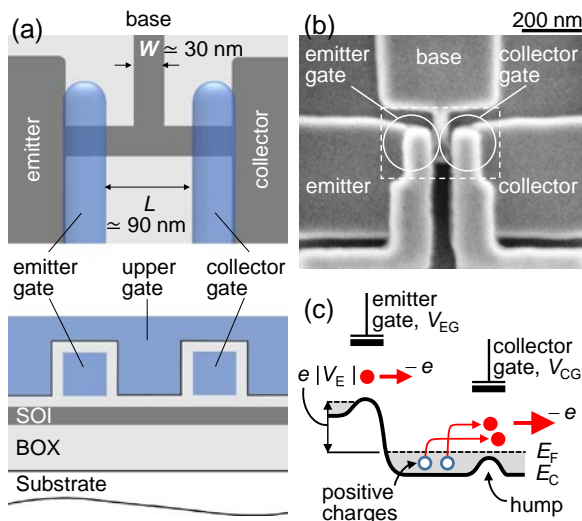 (a)
base
W ≃ 30 nm
emitter
collector
L
≃ 90 nm
emitter
gate
upper
gate
collector
gate
SOI
BOX
Substrate
(b)
200 nm
emitter
gate
base
collector
gate
emitter
collector
(c)
emitter
gate, V_EG
collector
gate, V_CG
e |V_E|
− e
− e
E_F
E_C
positive
charges
hump